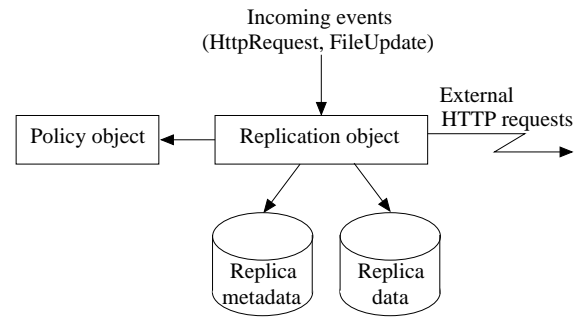 Incoming events
(HttpRequest, FileUpdate)
External
HTTP requests
Policy object
Replication object
Replica
metadata
Replica
data